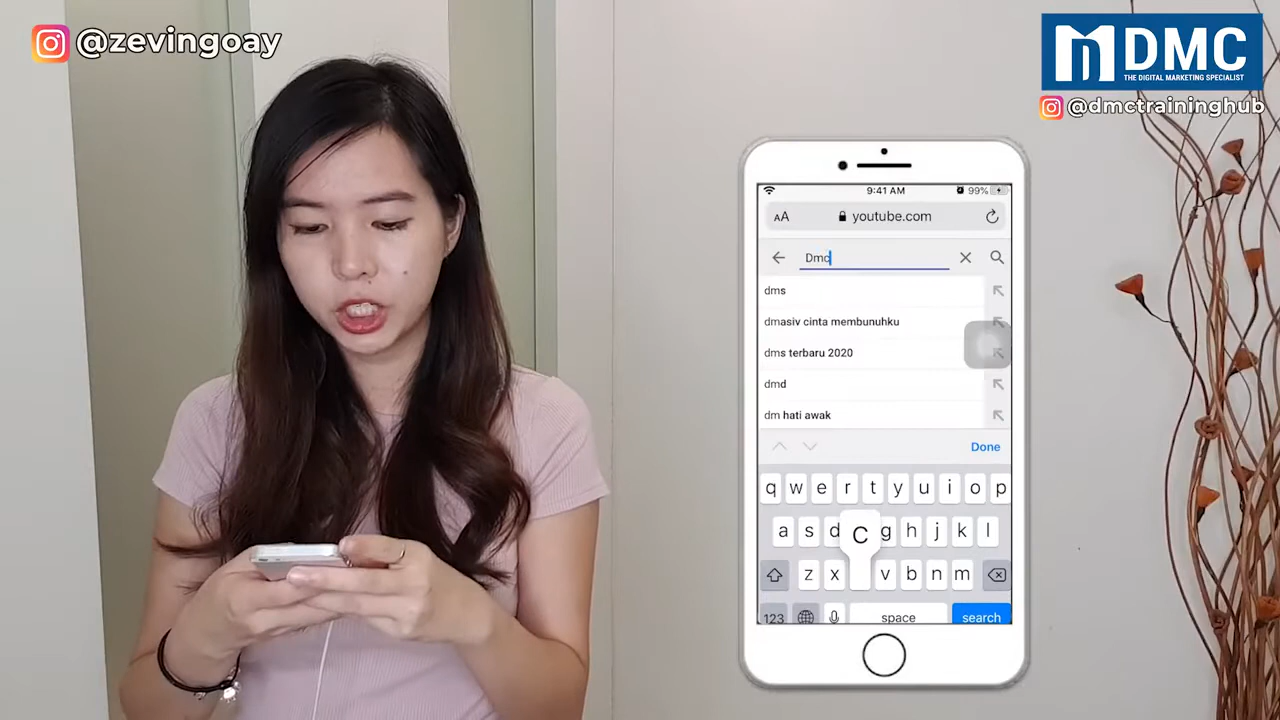 @zevingoay
DMC
THE DIGITAL MARKETING SPECIALIST
@dmctraininghub
9:41 AM
99%
AA
youtube.com
Dmc
dms
dmasiv cinta membunuhku
dms terbaru 2020
dmd
dm hati awak
Done
q w e r t y u i o p
a s d C g h j k l
z x v b n m
123 space search